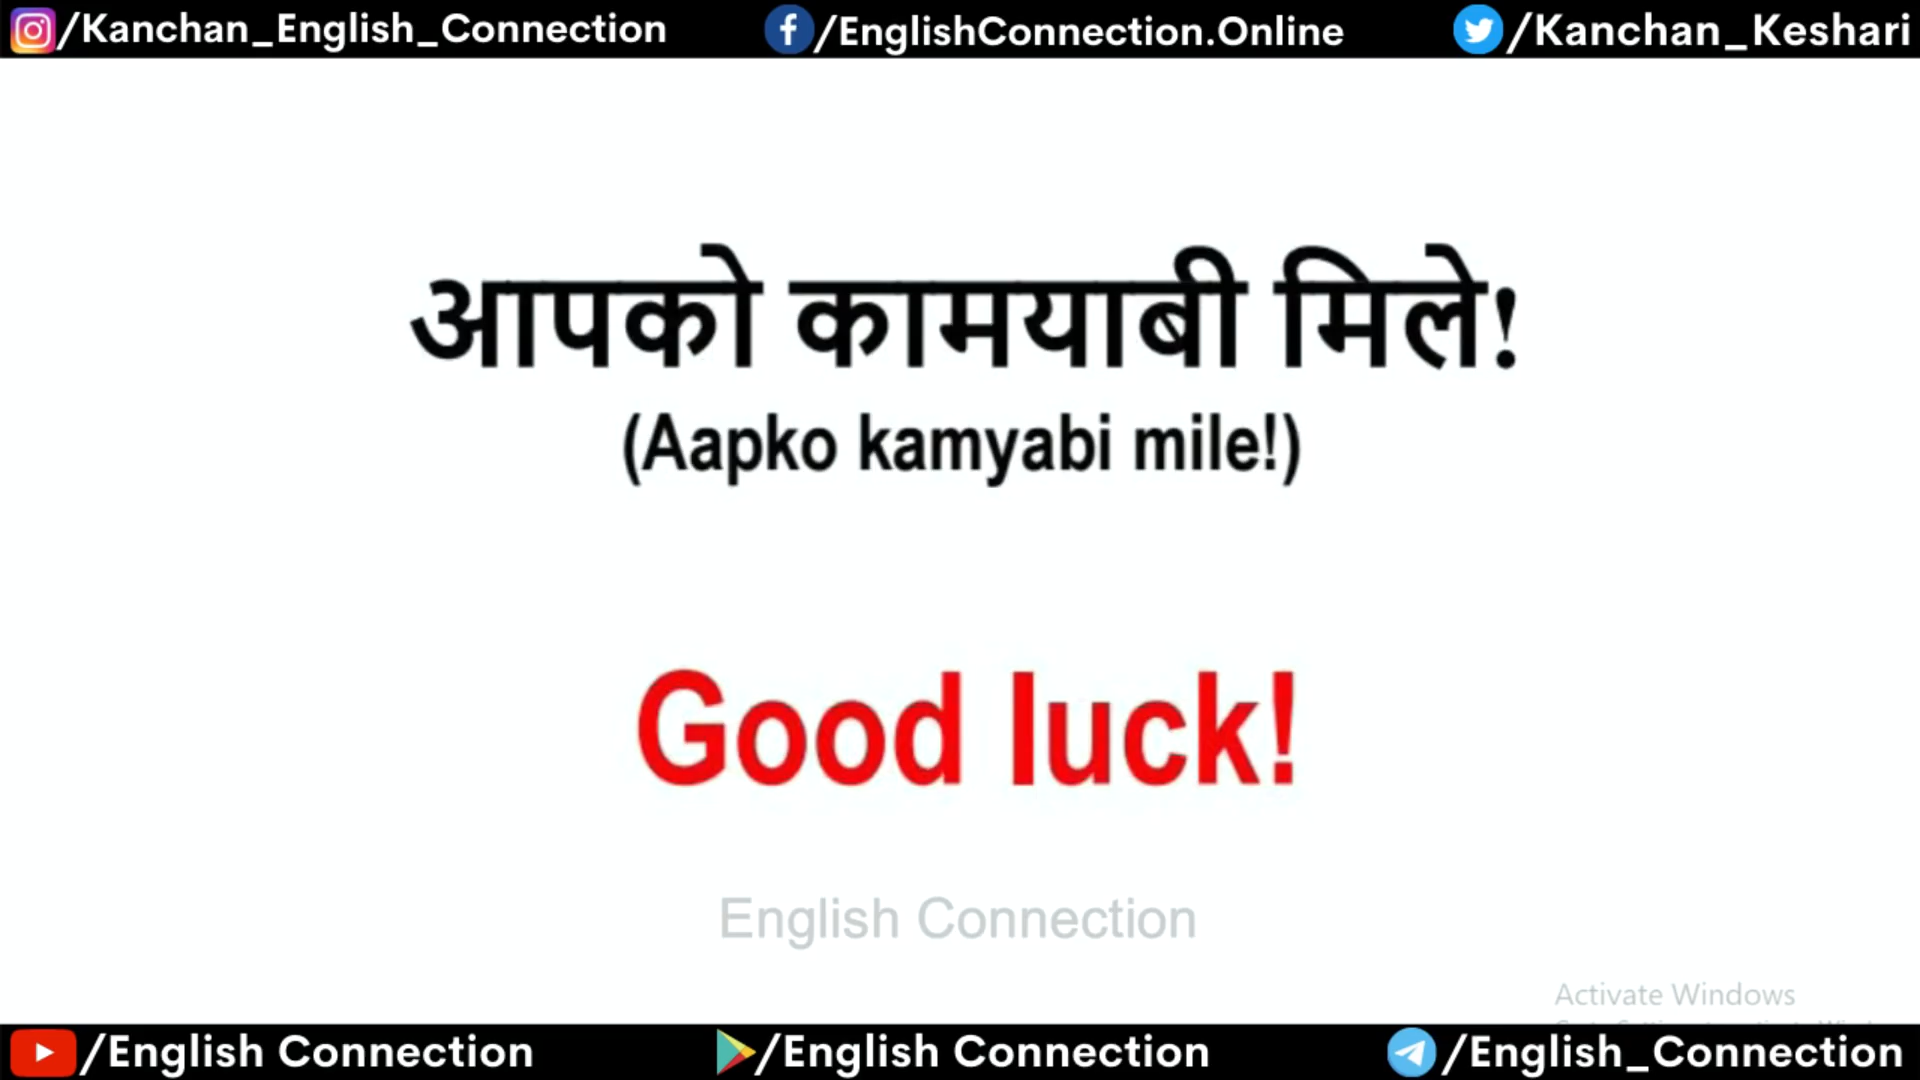 /Kanchan_English_Connection /EnglishConnection.Online /Kanchan_Keshari
आपको कामयाबी मिले!
(Aapko kamyabi mile!)
Good luck!
English Connection
Activate Windows
/English Connection /English Connection /English_Connection